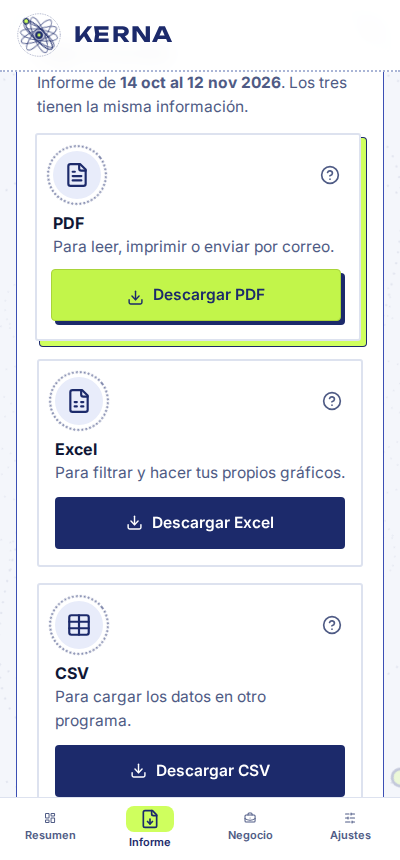 KERNA
Informe de 14 oct al 12 nov 2026. Los tres
tienen la misma información.
PDF
Para leer, imprimir o enviar por correo.
Descargar PDF
Excel
Para filtrar y hacer tus propios gráficos.
Descargar Excel
CSV
Para cargar los datos en otro
programa.
Descargar CSV
Resumen
Informe
Negocio
Ajustes